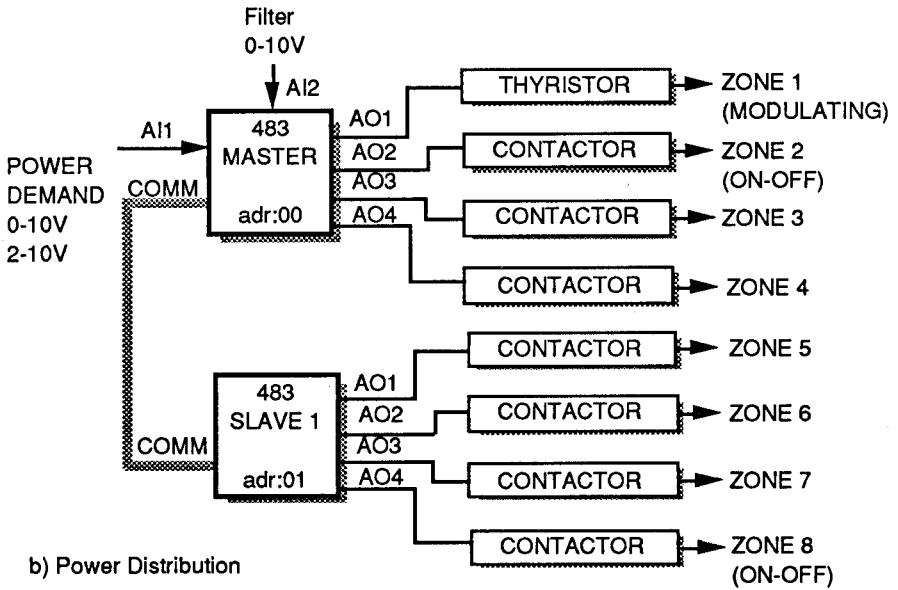 Filter
0-10V
AI2
AI1
POWER
DEMAND
0-10V
2-10V
COMM
483
MASTER
adr:00
AO1
AO2
AO3
AO4
THYRISTOR
ZONE 1
(MODULATING)
CONTACTOR
ZONE 2
(ON-OFF)
CONTACTOR
ZONE 3
CONTACTOR
ZONE 4
COMM
483
SLAVE 1
adr:01
AO1
AO2
AO3
AO4
CONTACTOR
ZONE 5
CONTACTOR
ZONE 6
CONTACTOR
ZONE 7
CONTACTOR
ZONE 8
(ON-OFF)
b) Power Distribution